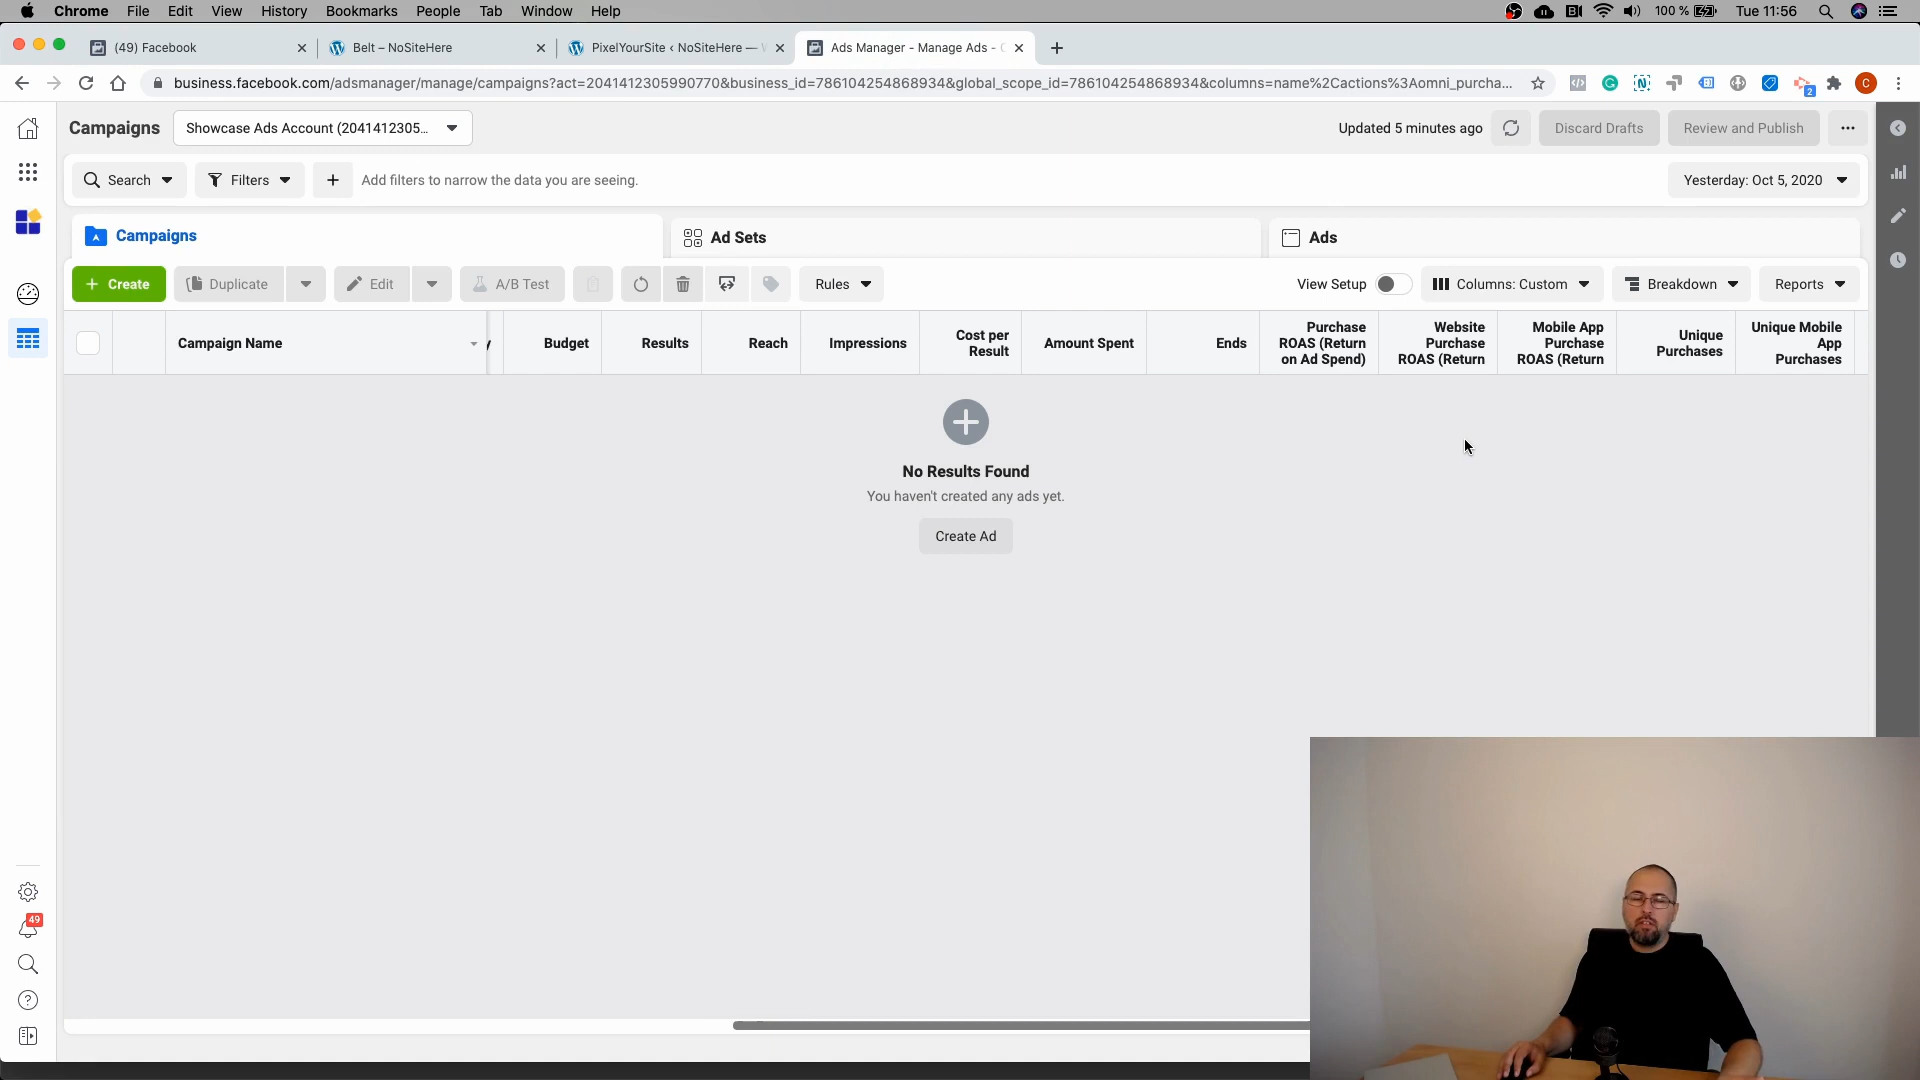 Chrome File Edit View History Bookmarks People Tab Window Help 100 % Tue 11:56
(49) Facebook Belt – NoSiteHere PixelYourSite ‹ NoSiteHere — Ads Manager - Manage Ads -
business.facebook.com/adsmanager/manage/campaigns?act=2041412305990770&business_id=786104254868934&global_scope_id=786104254868934&columns=name%2Cactions%3Aomni_purcha...
C
2
Campaigns Showcase Ads Account (2041412305... Updated 5 minutes ago Discard Drafts Review and Publish
Search Filters Add filters to narrow the data you are seeing. Yesterday: Oct 5, 2020
Campaigns Ad Sets Ads
+ Create Duplicate Edit A/B Test Rules View Setup Columns: Custom Breakdown Reports
Campaign Name
Budget
Results
Reach
Impressions
Cost per
Result
Amount Spent
Ends
Purchase
ROAS (Return
on Ad Spend)
Website
Purchase
ROAS (Return
Mobile App
Purchase
ROAS (Return
Unique
Purchases
Unique Mobile
App
Purchases
No Results Found
You haven't created any ads yet.
Create Ad
49